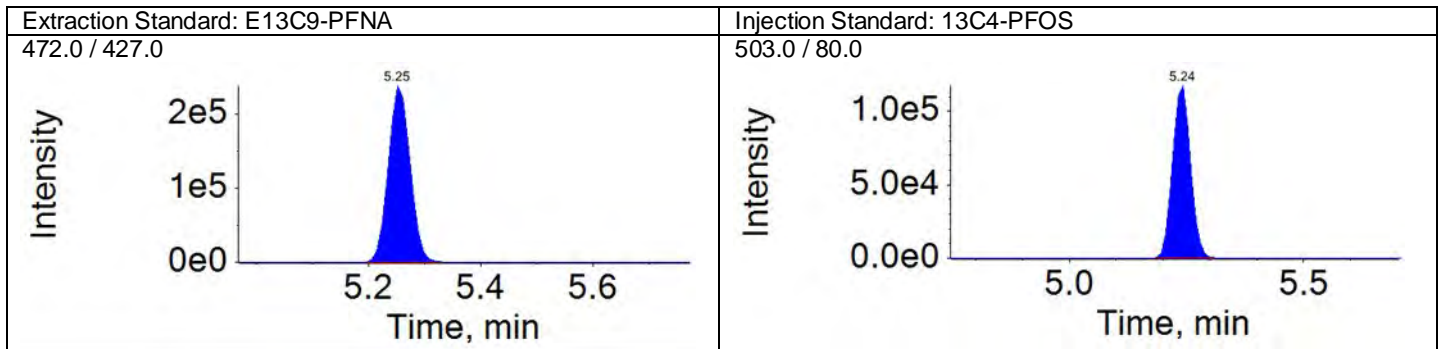 Extraction Standard: E13C9-PFNA
472.0 / 427.0
5.25
Intensity
2e5
1e5
0e0
5.2 5.4 5.6
Time, min
Injection Standard: 13C4-PFOS
503.0 / 80.0
5.24
Intensity
1.0e5
5.0e4
0.0e0
5.0 5.5
Time, min